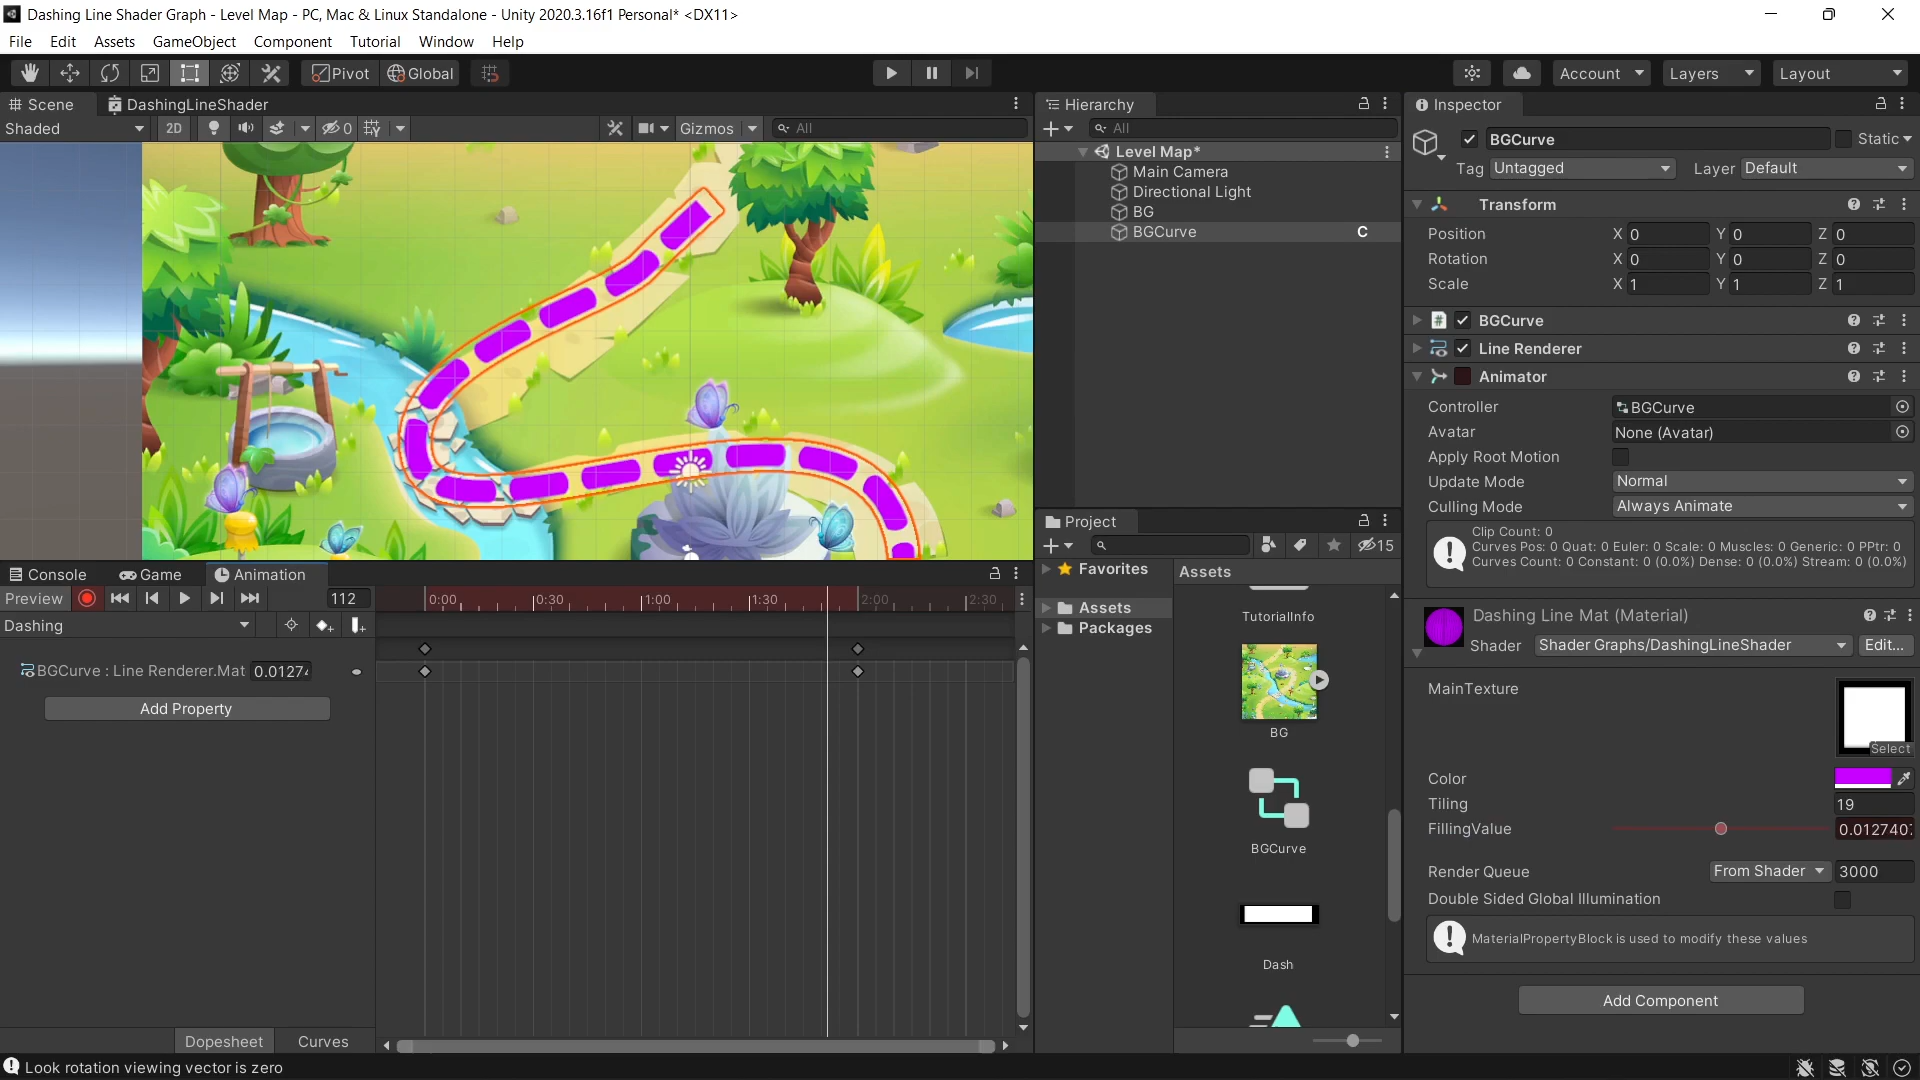 Dashing Line Shader Graph - Level Map - PC, Mac & Linux Standalone - Unity 2020.3.16f1 Personal* <DX11>
File Edit Assets GameObject Component Tutorial Window Help
Pivot Global Account Layers Layout
Scene DashingLineShader
Shaded 2D 0 Gizmos All
Hierarchy
All
Level Map*
Main Camera
Directional Light
BG
BGCurve C
Console Game Animation
Preview 112 0:00 0:30 1:00 1:30 2:00 2:30
Dashing
BGCurve : Line Renderer.Mat 0.01274
Add Property
Dopesheet Curves
Project
15
Favorites
Assets
Packages
Assets
TutorialInfo
BG
BGCurve
Dash
Inspector
BGCurve Static
Tag Untagged Layer Default
Transform
Position X 0 Y 0 Z 0
Rotation X 0 Y 0 Z 0
Scale X 1 Y 1 Z 1
BGCurve
Line Renderer
Animator
Controller BGCurve
Avatar None (Avatar)
Apply Root Motion
Update Mode Normal
Culling Mode Always Animate
Clip Count: 0
Curves Pos: 0 Quat: 0 Euler: 0 Scale: 0 Muscles: 0 Generic: 0 PPtr: 0
Curves Count: 0 Constant: 0 (0.0%) Dense: 0 (0.0%) Stream: 0 (0.0%)
Dashing Line Mat (Material)
Shader Shader Graphs/DashingLineShader Edit...
MainTexture
Select
Color
Tiling 19
FillingValue 0.0127407
Render Queue From Shader 3000
Double Sided Global Illumination
MaterialPropertyBlock is used to modify these values
Add Component
Look rotation viewing vector is zero